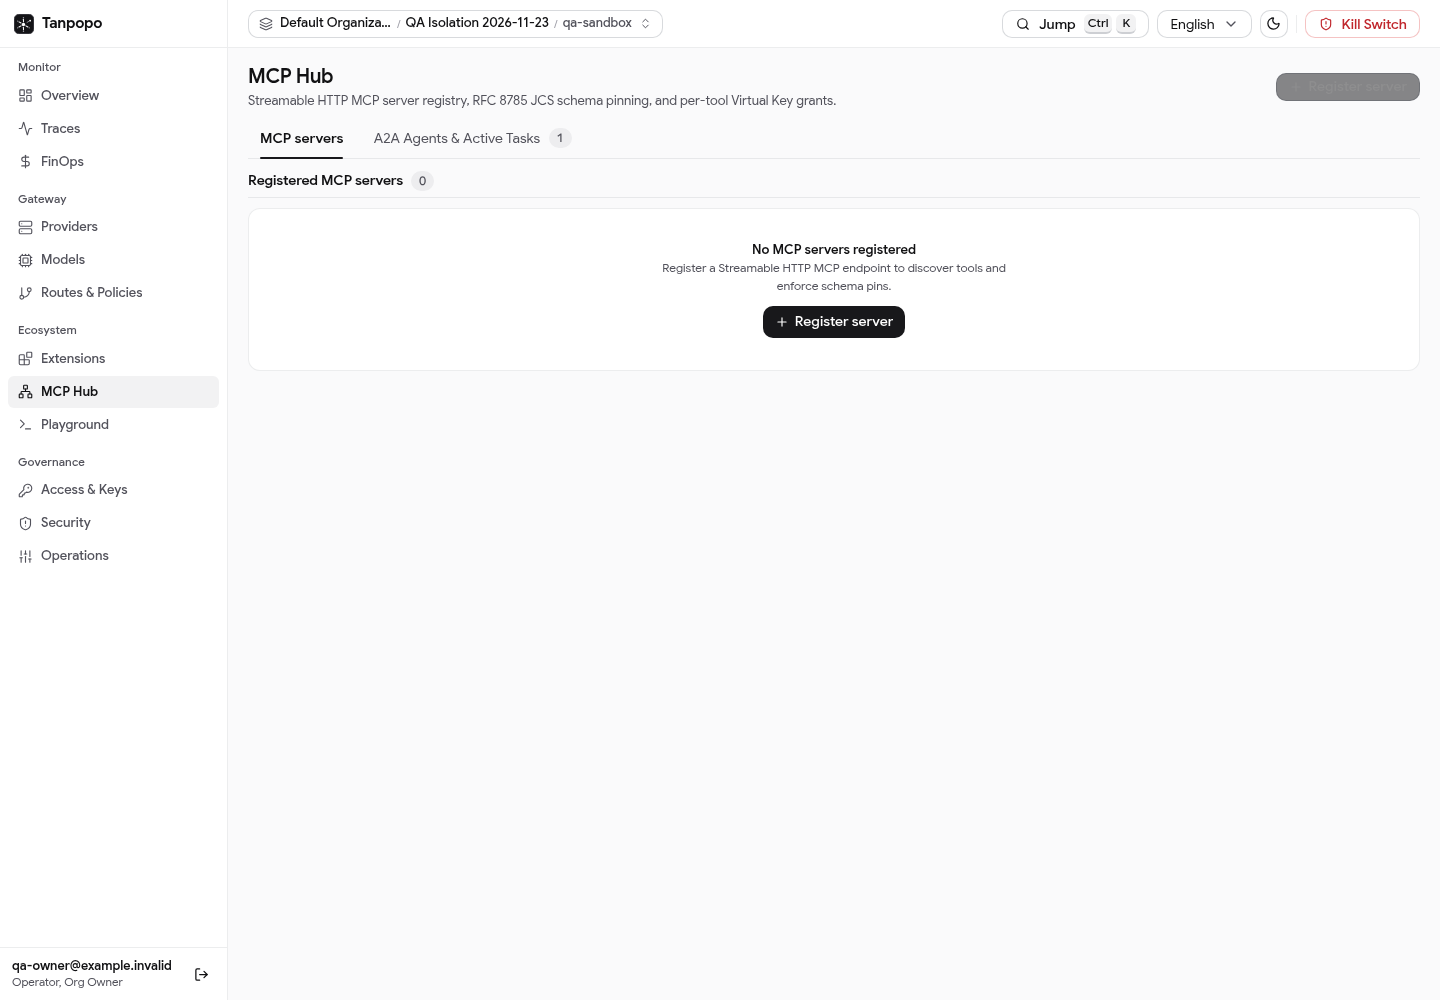 Tanpopo
Default Organiza... / QA Isolation 2026-11-23 / qa-sandbox
Jump Ctrl K
English
Kill Switch
Monitor
Overview
Traces
FinOps
Gateway
Providers
Models
Routes & Policies
Ecosystem
Extensions
MCP Hub
Playground
Governance
Access & Keys
Security
Operations
qa-owner@example.invalid
Operator, Org Owner
MCP Hub
Streamable HTTP MCP server registry, RFC 8785 JCS schema pinning, and per-tool Virtual Key grants.
+ Register server
MCP servers
A2A Agents & Active Tasks 1
Registered MCP servers 0
No MCP servers registered
Register a Streamable HTTP MCP endpoint to discover tools and
enforce schema pins.
+ Register server